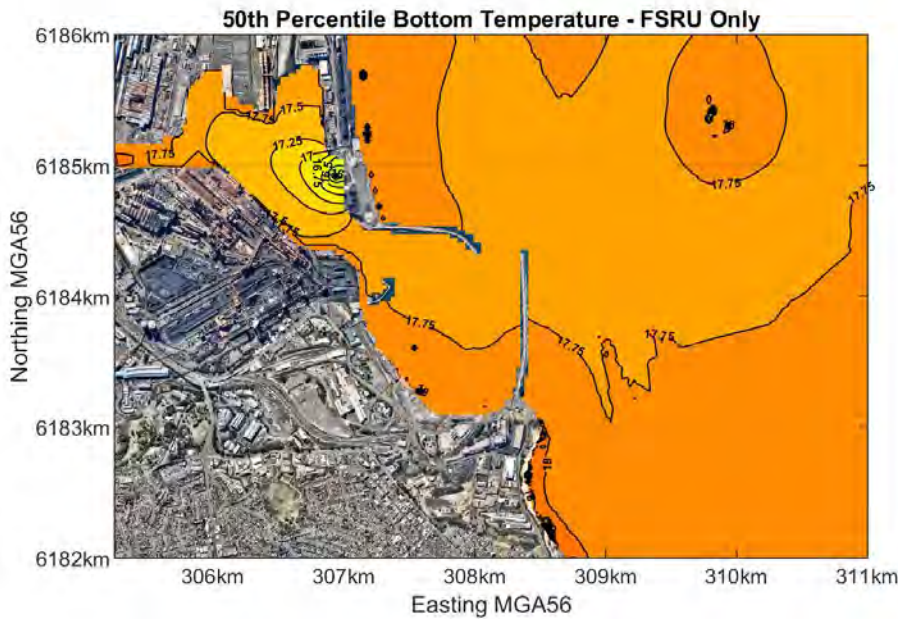 50th Percentile Bottom Temperature - FSRU Only
6186km
17.75
17.5
17.25
17
16.75
6185km
17.75
17.75
17.75
Northing MGA56
6184km
17.75
17.75
17.75
6183km
18
6182km
306km 307km 308km 309km 310km 311km
Easting MGA56